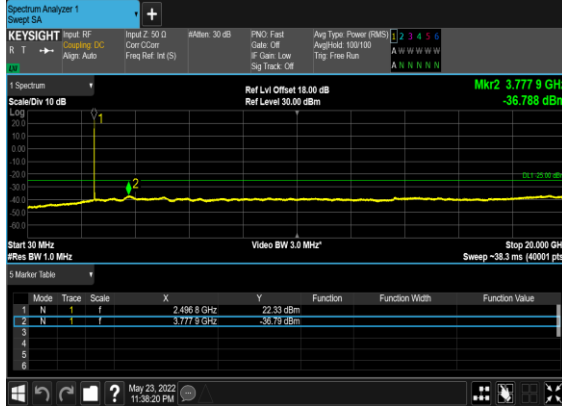 Spectrum Analyzer 1
Swept SA
+
KEYSIGHT
R T
LXI
Input: RF
Coupling: DC
Align: Auto
Input Z: 50 Ω
Corr CCorr
Freq Ref: Int (S)
#Atten: 30 dB
PNO: Fast
Gate: Off
IF Gain: Low
Sig Track: Off
Avg Type: Power (RMS)
Avg|Hold: 100/100
Trig: Free Run
1 2 3 4 5 6
A W W W W W
A N N N N N
1 Spectrum
Scale/Div 10 dB
Ref Lvl Offset 18.00 dB
Ref Level 30.00 dBm
Mkr2 3.777 9 GHz
-36.788 dBm
Log
20.0
10.0
0.00
-10.0
-20.0
-30.0
-40.0
-50.0
-60.0
1
2
DL1 -25.00 dBm
Start 30 MHz
#Res BW 1.0 MHz
Video BW 3.0 MHz*
Stop 20.000 GH
Sweep ~38.3 ms (40001 pts
5 Marker Table
Mode Trace Scale X Y Function Function Width Function Value
1 N 1 f 2.496 8 GHz 22.33 dBm
2 N 1 f 3.777 9 GHz -36.79 dBm
3
4
5
6
?
May 23, 2022
11:38:20 PM